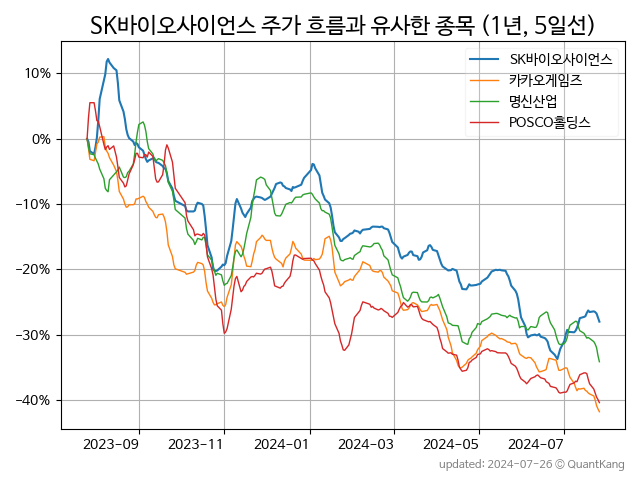 SK바이오사이언스 주가 흐름과 유사한 종목 (1년, 5일선)
SK바이오사이언스
카카오게임즈
명신산업
POSCO홀딩스
10%
0%
−10%
−20%
−30%
−40%
2023-09 2023-11 2024-01 2024-03 2024-05 2024-07
updated: 2024-07-26 © QuantKang